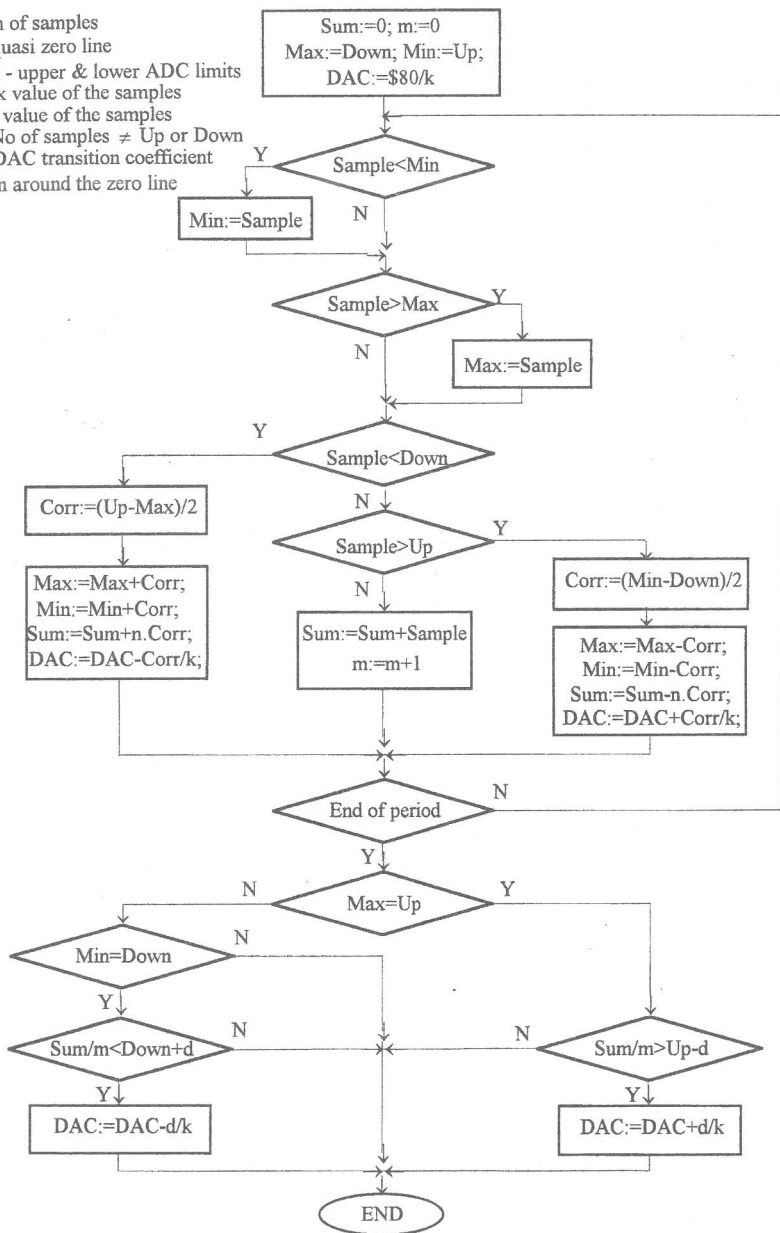 of samples
quasi zero line
- upper & lower ADC limits
value of the samples
value of the samples
No of samples ≠ Up or Down
DAC transition coefficient
around the zero line
Sum:=0; m:=0
Max:=Down; Min:=Up;
DAC:=$80/k
Y
Sample<Min
Min:=Sample
N
Sample>Max
Y
N
Max:=Sample
Y
Sample<Down
Corr:=(Up-Max)/2
N
Sample>Up
Y
Corr:=(Min-Down)/2
Max:=Max+Corr;
Min:=Min+Corr;
Sum:=Sum+n.Corr;
DAC:=DAC-Corr/k;
N
Sum:=Sum+Sample
m:=m+1
Max:=Max-Corr;
Min:=Min-Corr;
Sum:=Sum-n.Corr;
DAC:=DAC+Corr/k;
End of period
N
Y
N
Max=Up
Y
Min=Down
N
Y
Sum/m<Down+d
N
N
Sum/m>Up-d
Y
Y
DAC:=DAC-d/k
DAC:=DAC+d/k
END